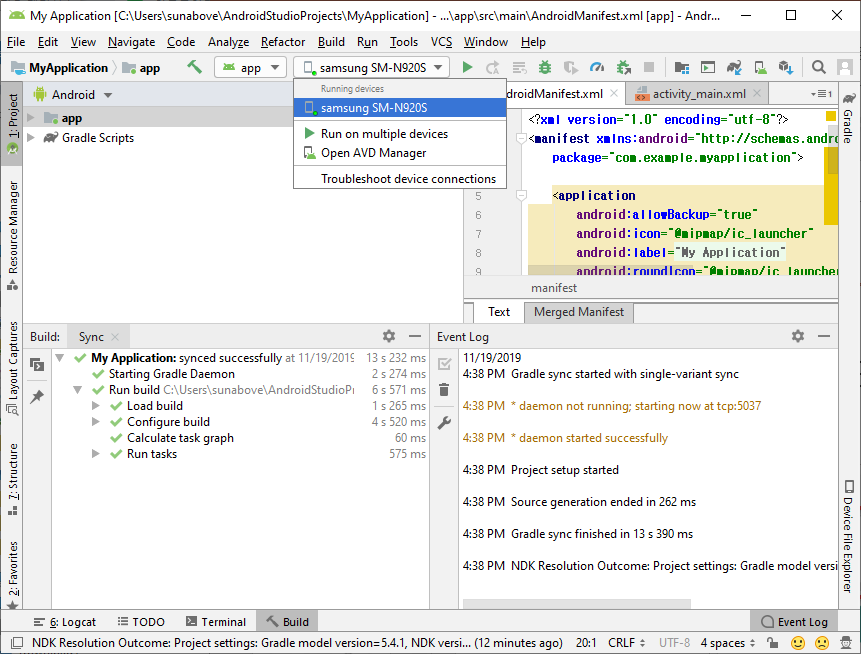 My Application [C:\Users\sunabove\AndroidStudioProjects\MyApplication] - ...\app\src\main\AndroidManifest.xml [app] - Andr...
File Edit View Navigate Code Analyze Refactor Build Run Tools VCS Window Help
MyApplication app app samsung SM-N920S
1: Project
Resource Manager
Layout Captures
7: Structure
2: Favorites
Android
app
Gradle Scripts
Running devices
samsung SM-N920S
Run on multiple devices
Open AVD Manager
Troubleshoot device connections
droidManifest.xml activity_main.xml 1
<?xml version="1.0" encoding="utf-8"?>
<manifest xmlns:android="http://schemas.andro
package="com.example.myapplication">
5 <application
6 android:allowBackup="true"
7 android:icon="@mipmap/ic_launcher"
8 android:label="My Application"
9 android:roundIcon="@mipmap/ic_launcher
manifest
Text Merged Manifest
Gradle
Device File Explorer
Build: Sync
My Application: synced successfully at 11/19/2019 13 s 232 ms
Starting Gradle Daemon 2 s 274 ms
Run build C:\Users\sunabove\AndroidStudioPr 6 s 571 ms
Load build 1 s 265 ms
Configure build 4 s 520 ms
Calculate task graph 60 ms
Run tasks 575 ms
Event Log
11/19/2019
4:38 PM Gradle sync started with single-variant sync
4:38 PM * daemon not running; starting now at tcp:5037
4:38 PM * daemon started successfully
4:38 PM Project setup started
4:38 PM Source generation ended in 262 ms
4:38 PM Gradle sync finished in 13 s 390 ms
4:38 PM NDK Resolution Outcome: Project settings: Gradle model versi
6: Logcat TODO Terminal Build Event Log
NDK Resolution Outcome: Project settings: Gradle model version=5.4.1, NDK versi... (12 minutes ago) 20:1 CRLF UTF-8 4 spaces